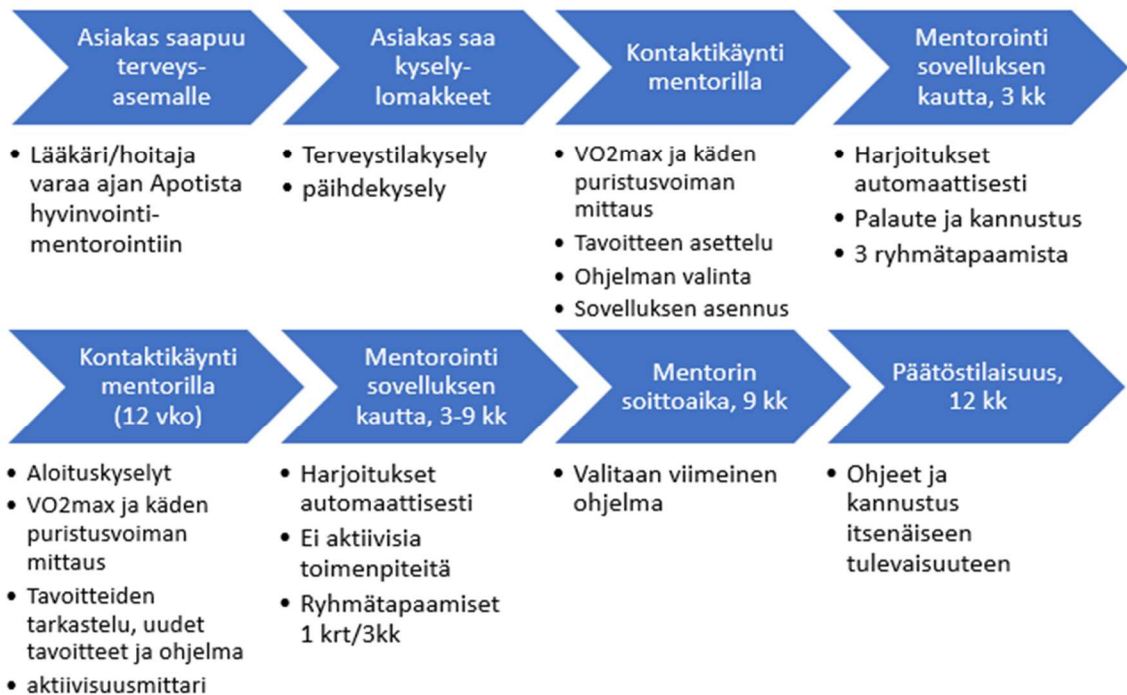 Asiakas saapuu
terveys-
asemalle
Asiakas saa
kysely-
lomakkeet
Kontaktikäynti
mentorilla
Mentorointi
sovelluksen
kautta, 3 kk
• Lääkäri/hoitaja
varaa ajan Apotista
hyvinvointi-
mentorointiin
• Terveystilakysely
• päihdekysely
• VO2max ja käden
puristusvoiman
mittaus
• Tavoitteen asettelu
• Ohjelman valinta
• Sovelluksen asennus
• Harjoitukset
automaattisesti
• Palaute ja kannustus
• 3 ryhmätapaamista
Kontaktikäynti
mentorilla
(12 vko)
Mentorointi
sovelluksen
kautta, 3-9 kk
Mentorin
soittoaika, 9 kk
Päätöstilaisuus,
12 kk
• Aloituskyselyt
• VO2max ja käden
puristusvoiman
mittaus
• Tavoitteiden
tarkastelu, uudet
tavoitteet ja ohjelma
• aktiivisuusmittari
• Harjoitukset
automaattisesti
• Ei aktiivisia
toimenpiteitä
• Ryhmätapaamiset
1 krt/3kk
• Valitaan viimeinen
ohjelma
• Ohjeet ja
kannustus
itsenäiseen
tulevaisuuteen